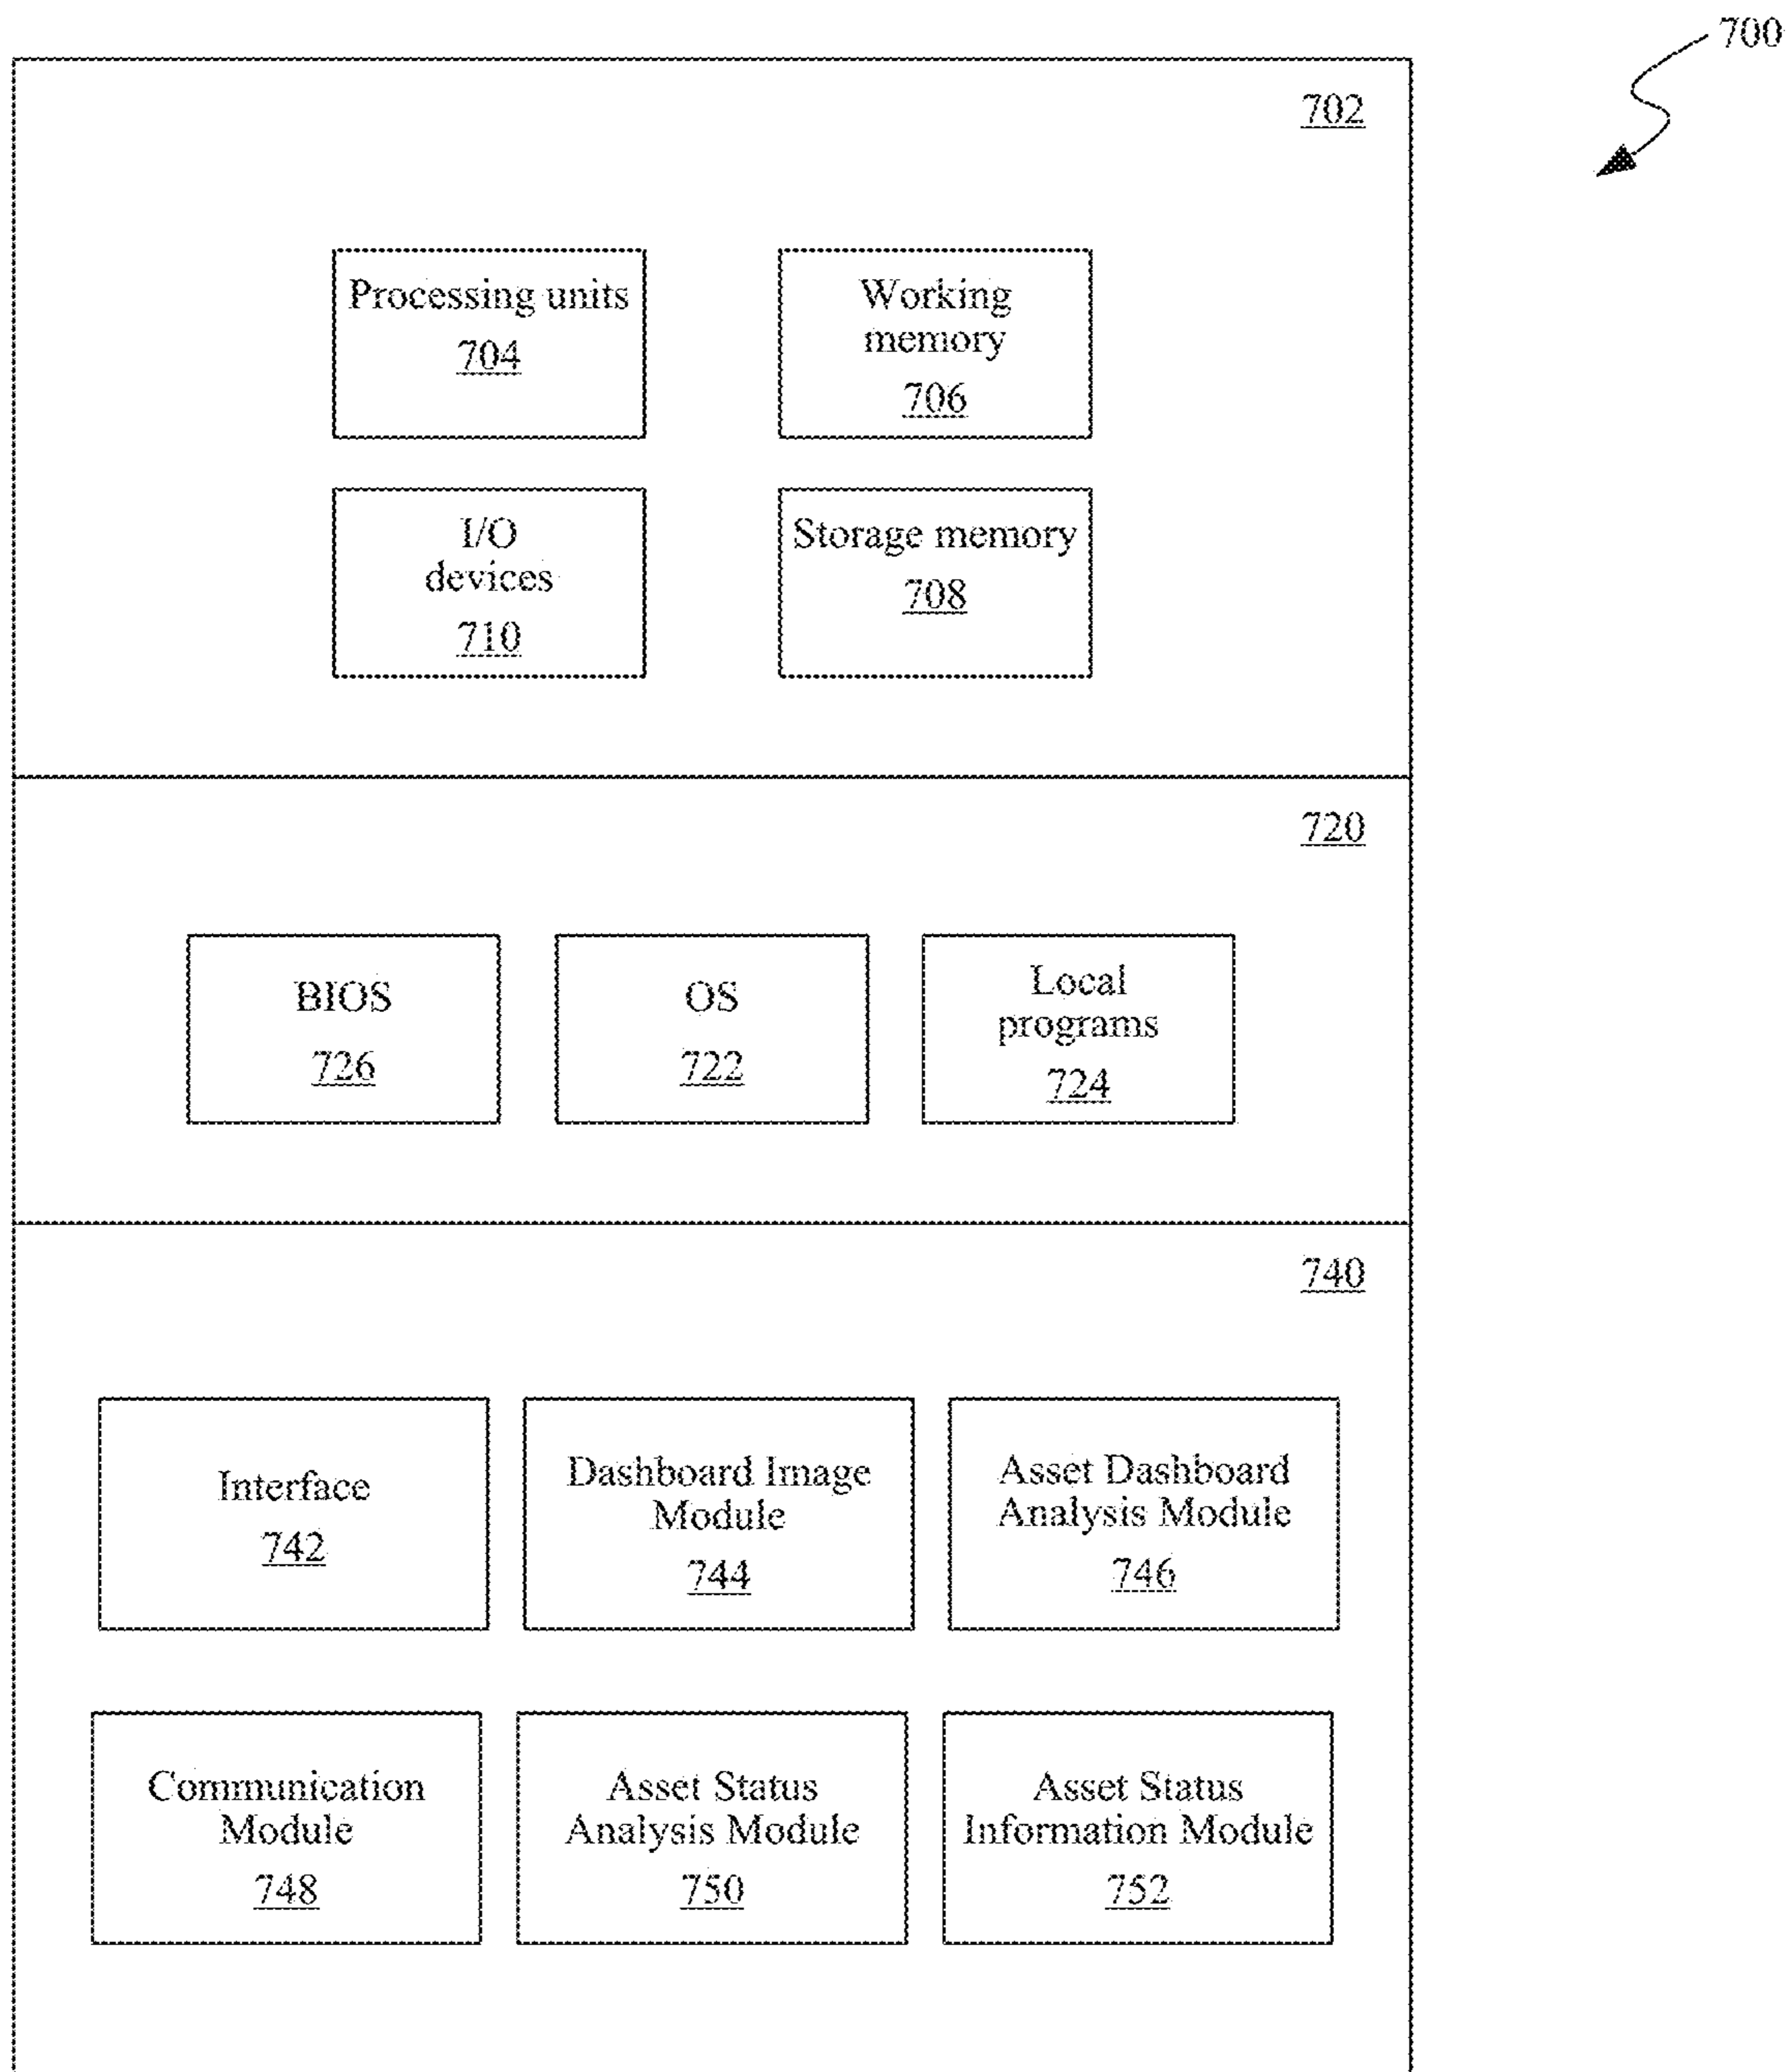 700
702
Processing units
704
Working
memory
706
I/O
devices
710
Storage memory
708
720
BIOS
726
OS
722
Local
programs
724
740
Interface
742
Dashboard Image
Module
744
Asset Dashboard
Analysis Module
746
Communication
Module
748
Asset Status
Analysis Module
750
Asset Status
Information Module
752